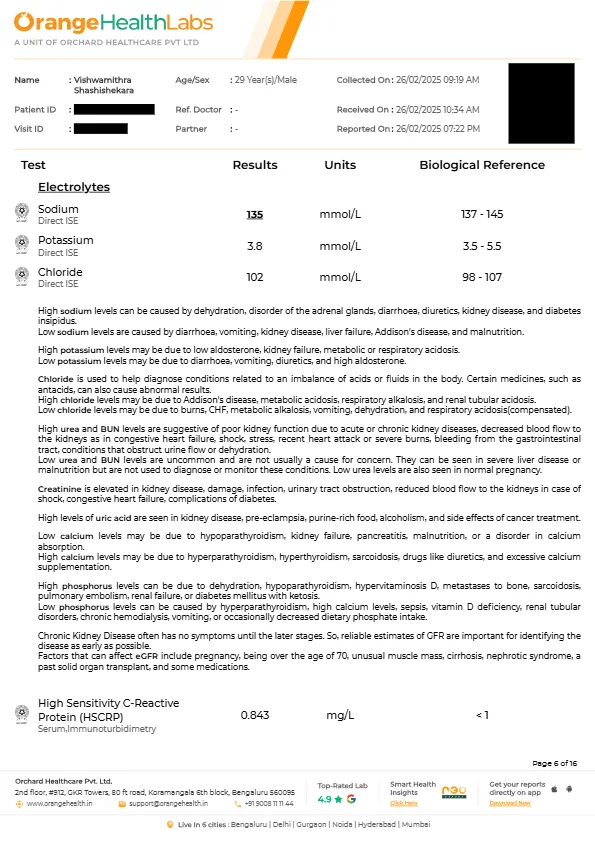 OrangeHealthLabs
A UNIT OF ORCHARD HEALTHCARE PVT LTD
Name : Vishwamithra Shashishekara Age/Sex : 29 Year(s)/Male Collected On : 26/02/2025 09:19 AM
Patient ID : Ref. Doctor : - Received On : 26/02/2025 10:34 AM
Visit ID : Partner : - Reported On : 26/02/2025 07:22 PM
Test Results Units Biological Reference
Electrolytes
Sodium 135 mmol/L 137 - 145
Direct ISE
Potassium 3.8 mmol/L 3.5 - 5.5
Direct ISE
Chloride 102 mmol/L 98 - 107
Direct ISE
High sodium levels can be caused by dehydration, disorder of the adrenal glands, diarrhoea, diuretics, kidney disease, and diabetes
insipidus.
Low sodium levels are caused by diarrhoea, vomiting, kidney disease, liver failure, Addison's disease, and malnutrition.
High potassium levels may be due to low aldosterone, kidney failure, metabolic or respiratory acidosis.
Low potassium levels may be due to diarrhoea, vomiting, diuretics, and high aldosterone.
Chloride is used to help diagnose conditions related to an imbalance of acids or fluids in the body. Certain medicines, such as
antacids, can also cause abnormal results.
High chloride levels may be due to Addison's disease, metabolic acidosis, respiratory alkalosis, and renal tubular acidosis.
Low chloride levels may be due to burns, CHF, metabolic alkalosis, vomiting, dehydration, and respiratory acidosis(compensated).
High urea and BUN levels are suggestive of poor kidney function due to acute or chronic kidney diseases, decreased blood flow to
the kidneys as in congestive heart failure, shock, stress, recent heart attack or severe burns, bleeding from the gastrointestinal
tract, conditions that obstruct urine flow or dehydration.
Low urea and BUN levels are uncommon and are not usually a cause for concern. They can be seen in severe liver disease or
malnutrition but are not used to diagnose or monitor these conditions. Low urea levels are also seen in normal pregnancy.
Creatinine is elevated in kidney disease, damage, infection, urinary tract obstruction, reduced blood flow to the kidneys in case of
shock, congestive heart failure, complications of diabetes.
High levels of uric acid are seen in kidney disease, pre-eclampsia, purine-rich food, alcoholism, and side effects of cancer treatment.
Low calcium levels may be due to hypoparathyroidism, kidney failure, pancreatitis, malnutrition, or a disorder in calcium
absorption.
High calcium levels may be due to hyperparathyroidism, hyperthyroidism, sarcoidosis, drugs like diuretics, and excessive calcium
supplementation.
High phosphorus levels can be due to dehydration, hypoparathyroidism, hypervitaminosis D, metastases to bone, sarcoidosis,
pulmonary embolism, renal failure, or diabetes mellitus with ketosis.
Low phosphorus levels can be caused by hyperparathyroidism, high calcium levels, sepsis, vitamin D deficiency, renal tubular
disorders, chronic hemodialysis, vomiting, or occasionally decreased dietary phosphate intake.
Chronic Kidney Disease often has no symptoms until the later stages. So, reliable estimates of GFR are important for identifying the
disease as early as possible.
Factors that can affect eGFR include pregnancy, being over the age of 70, unusual muscle mass, cirrhosis, nephrotic syndrome, a
past solid organ transplant, and some medications.
High Sensitivity C-Reactive
Protein (HSCRP) 0.843 mg/L < 1
Serum,Immunoturbidimetry
Page 6 of 16
Orchard Healthcare Pvt. Ltd.
2nd floor, #912, GKR Towers, 80 ft road, Koramangala 6th block, Bengaluru 560095
www.orangehealth.in support@orangehealth.in +91 9008 11 11 44
Top-Rated Lab
4.9
Smart Health
Insights
Click Here
Get your reports
directly on app
Download Now
Live In 6 cities : Bengaluru | Delhi | Gurgaon | Noida | Hyderabad | Mumbai